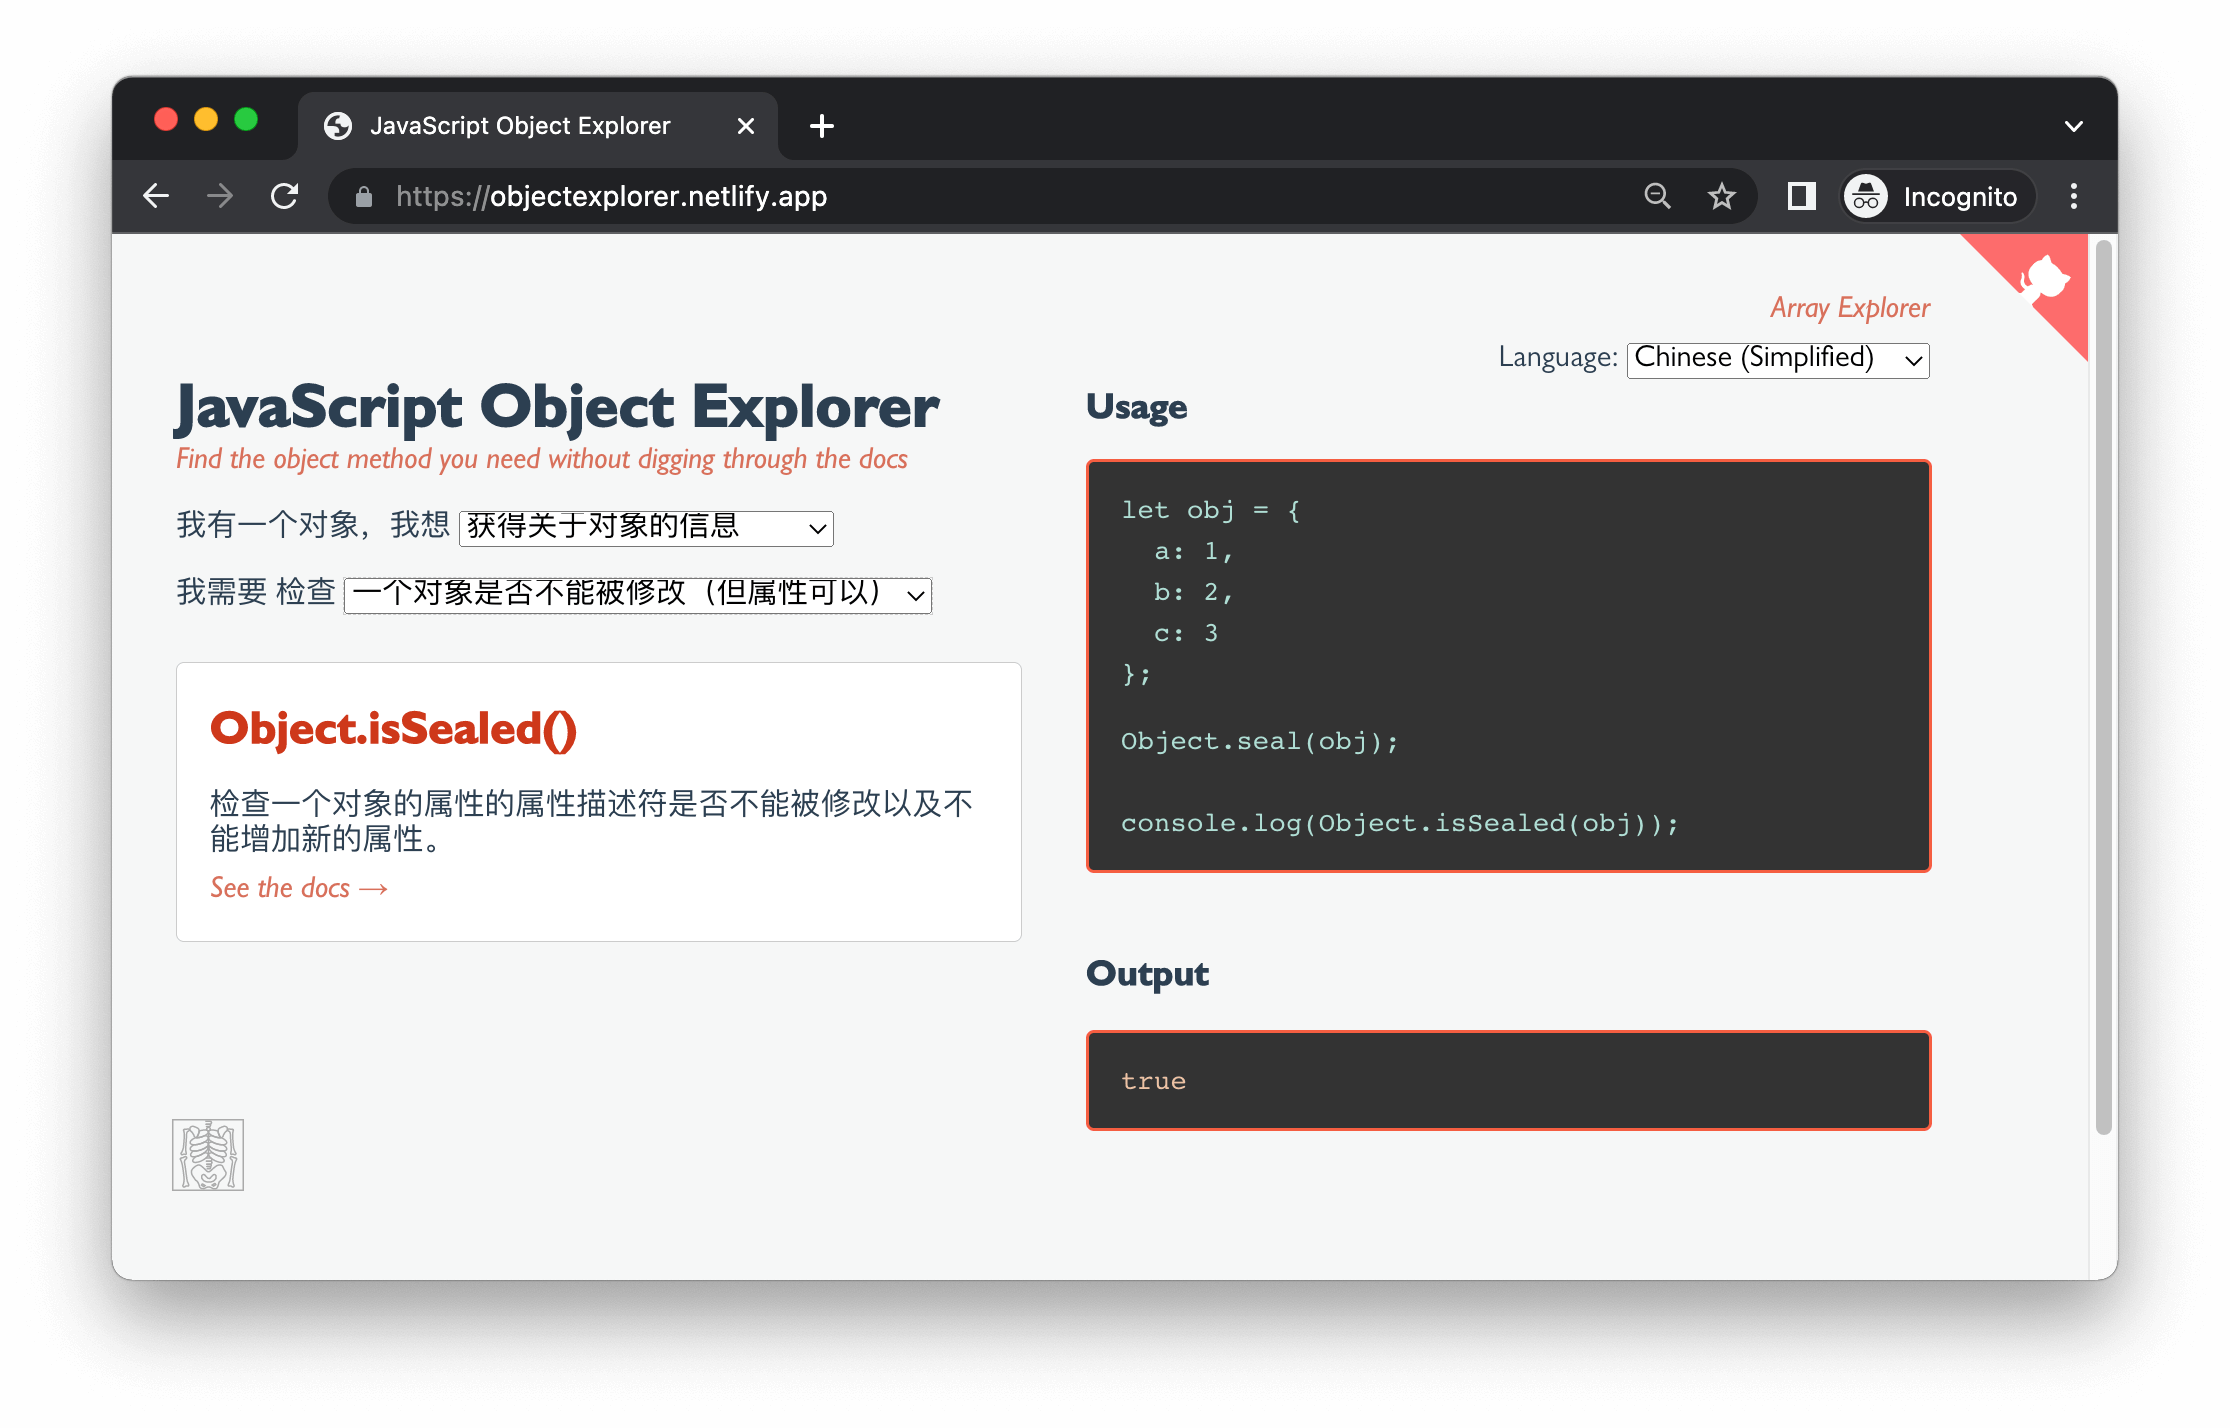 JavaScript Object Explorer
https://objectexplorer.netlify.app
Incognito
Array Explorer
Language: Chinese (Simplified)
JavaScript Object Explorer
Find the object method you need without digging through the docs
我有一个对象，我想 获得关于对象的信息
我需要 检查 一个对象是否不能被修改（但属性可以）
Object.isSealed()
检查一个对象的属性的属性描述符是否不能被修改以及不
能增加新的属性。
See the docs →
Usage
let obj = {
  a: 1,
  b: 2,
  c: 3
};
Object.seal(obj);
console.log(Object.isSealed(obj));
Output
true